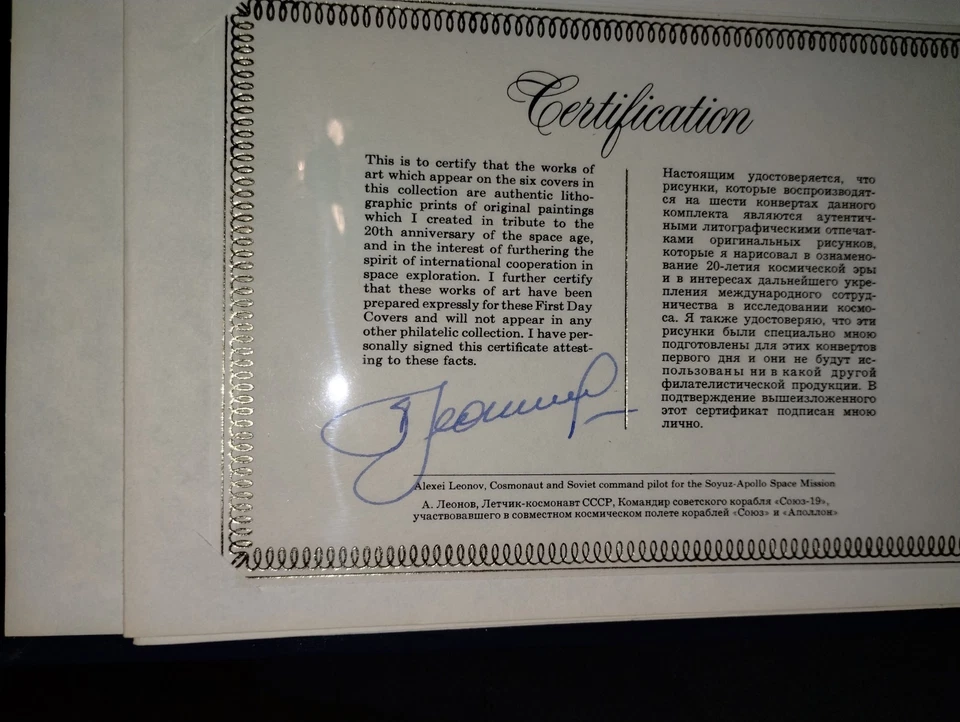 Certification
This is to certify that the works of
art which appear on the six covers in
this collection are authentic litho-
graphic prints of original paintings
which I created in tribute to the
20th anniversary of the space age,
and in the interest of furthering the
spirit of international cooperation in
space exploration. I further certify
that these works of art have been
prepared expressly for these First Day
Covers and will not appear in any
other philatelic collection. I have per-
sonally signed this certificate attest-
ing to these facts.
Настоящим удостоверяется, что
рисунки, которые воспроизводят-
ся на шести конвертах данного
комплекта являются аутентич-
ными литографическими отпечат-
ками оригинальных рисунков,
которые я нарисовал в ознамено-
вание 20-летия космической эры
и в интересах дальнейшего укре-
пления международного сотруд-
ничества в исследовании космо-
са. Я также удостоверяю, что эти
рисунки были специально мною
подготовлены для этих конвертов
первого дня и они не будут ис-
пользованы ни в какой другой
филателистической продукции. В
подтверждение вышеизложенного
этот сертификат подписан мною
лично.
Alexei Leonov, Cosmonaut and Soviet command pilot for the Soyuz-Apollo Space Mission
А. Леонов, Летчик-космонавт СССР, Командир советского корабля «Союз-19»,
участвовавшего в совместном космическом полете кораблей «Союз» и «Аполлон»